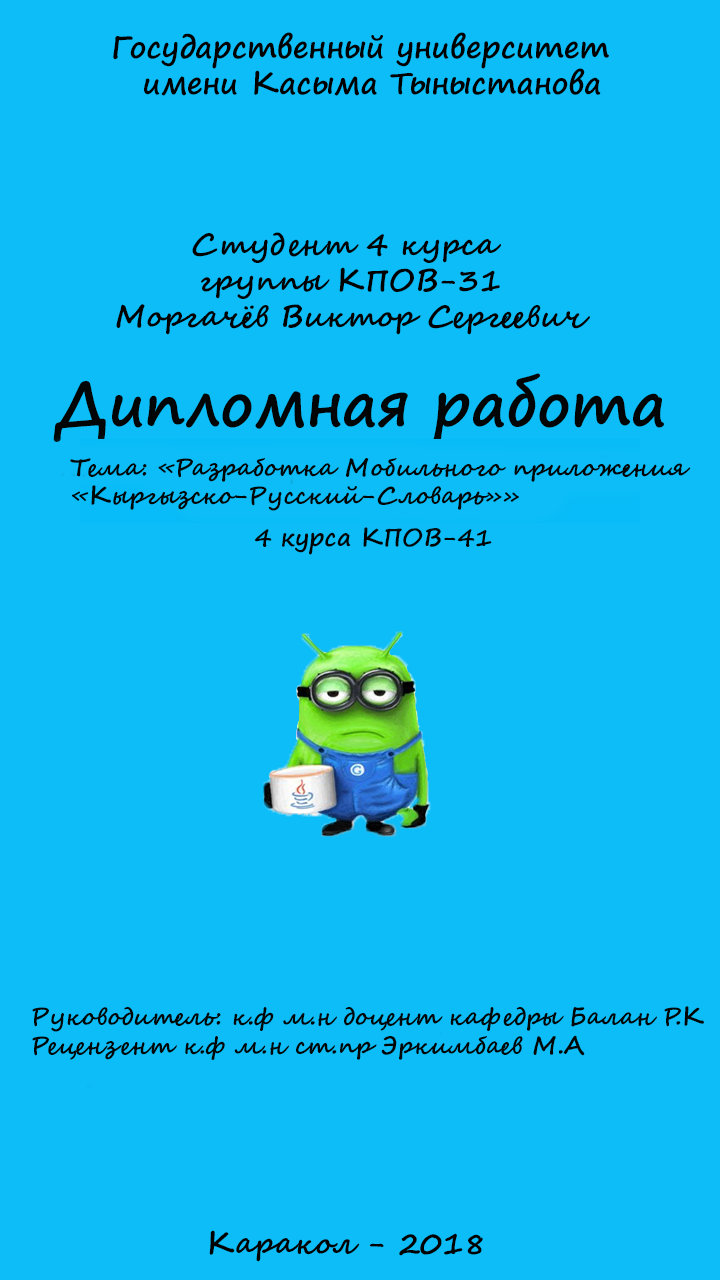 Государственный университет
имени Касыма Тыныстанова
Студент 4 курса
группы КПОВ-31
Моргачёв Виктор Сергеевич
Дипломная работа
Тема: «Разработка Мобильного приложения
«Кыргызско-Русский-Словарь»»
4 курса КПОВ-41
G
Руководитель: к.ф м.н доцент кафедры Балан Р.К
Рецензент к.ф м.н ст.пр Эркимбаев М.А
Каракол - 2018